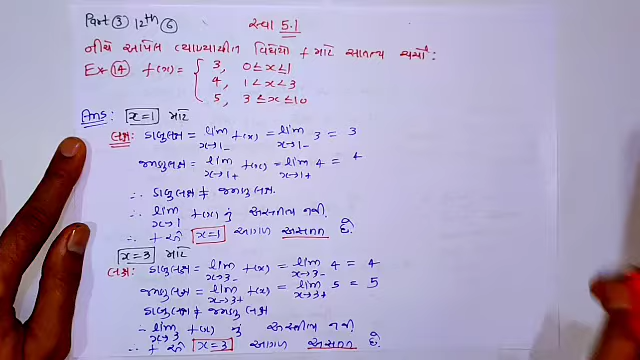 Part ③ 12th ⑥
સ્વા 5.1
નીચે આપેલ વ્યાખ્યાયીત વિધેયો f માટે સાતત્ય ચર્ચો:
Ex ⑭ f(x) = { 3, 0≤x≤1
4, 1<x<3
5, 3≤x≤10
Ans: x=1 માટે
લક્ષ: ડાબુલક્ષ = lim x→1- f(x) = lim x→1- 3 = 3
જમણુલક્ષ = lim x→1+ f(x) = lim x→1+ 4 = 4
∴ ડાબુલક્ષ ≠ જમણુલક્ષ.
∴ lim x→1 f(x) નું અસ્તીત્વ નથી.
∴ f એ x=1 આગળ અસતત છે.
x=3 માટે
લક્ષ: ડાબુલક્ષ = lim x→3- f(x) = lim x→3- 4 = 4
જમણુલક્ષ = lim x→3+ f(x) = lim x→3+ 5 = 5
ડાબુલક્ષ ≠ જમણુલક્ષ
∴ lim x→3 f(x) નું અસ્તીત્વ નથી.
∴ f એ x=3 આગળ અસતત છે.